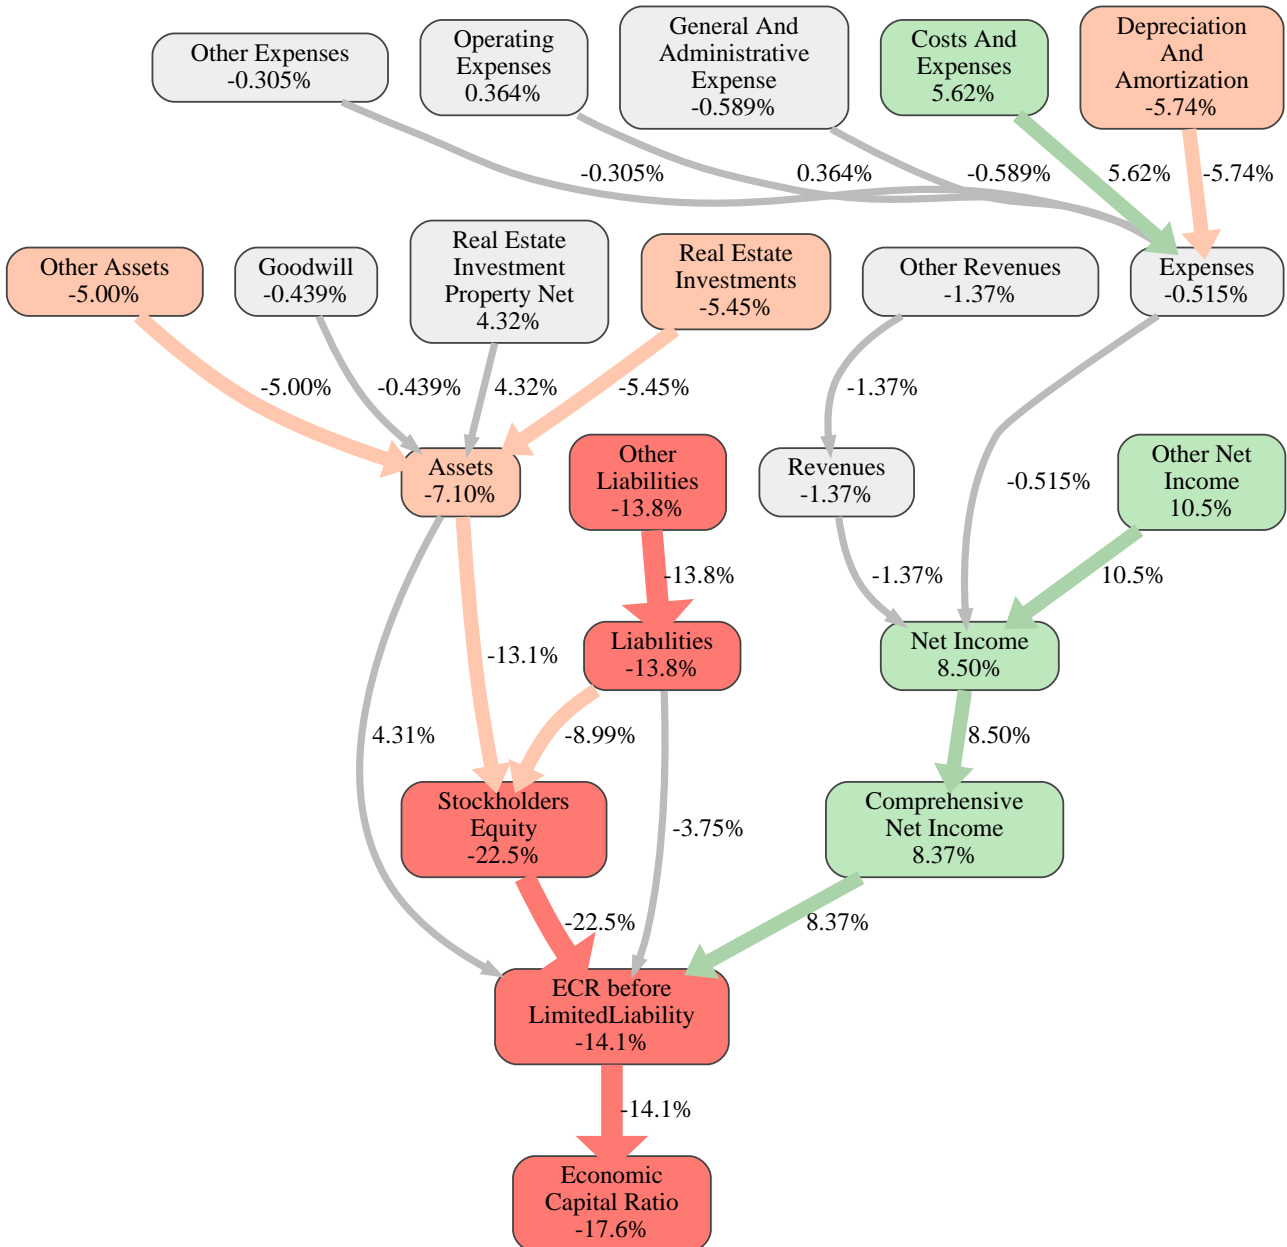 Other Expenses
-0.305%
Operating
Expenses
0.364%
General And
Administrative
Expense
-0.589%
Costs And
Expenses
5.62%
Depreciation
And
Amortization
-5.74%
-0.305%
0.364%
-0.589%
5.62%
-5.74%
Other Assets
-5.00%
Goodwill
-0.439%
Real Estate
Investment
Property Net
4.32%
Real Estate
Investments
-5.45%
Other Revenues
-1.37%
Expenses
-0.515%
-5.00%
-0.439%
4.32%
-5.45%
-1.37%
-0.515%
Assets
-7.10%
Other
Liabilities
-13.8%
Revenues
-1.37%
Other Net
Income
10.5%
-13.8%
-1.37%
10.5%
-13.1%
Liabilities
-13.8%
Net Income
8.50%
4.31%
-8.99%
8.50%
Stockholders
Equity
-22.5%
-3.75%
Comprehensive
Net Income
8.37%
-22.5%
8.37%
ECR before
LimitedLiability
-14.1%
-14.1%
Economic
Capital Ratio
-17.6%